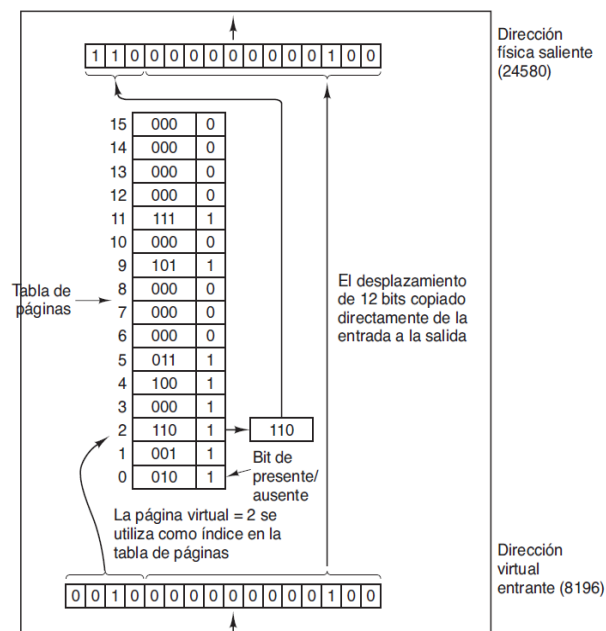 Dirección
física saliente
(24580)
1 1 0 0 0 0 0 0 0 0 0 0 1 0 0
15 000 0
14 000 0
13 000 0
12 000 0
11 111 1
10 000 0
9 101 1
8 000 0
7 000 0
6 000 0
5 011 1
4 100 1
3 000 1
2 110 1
1 001 1
0 010 1
Tabla de
páginas
110
Bit de
presente/
ausente
El desplazamiento
de 12 bits copiado
directamente de la
entrada a la salida
La página virtual = 2 se
utiliza como índice en la
tabla de páginas
0 0 1 0 0 0 0 0 0 0 0 0 0 1 0 0
Dirección
virtual
entrante (8196)